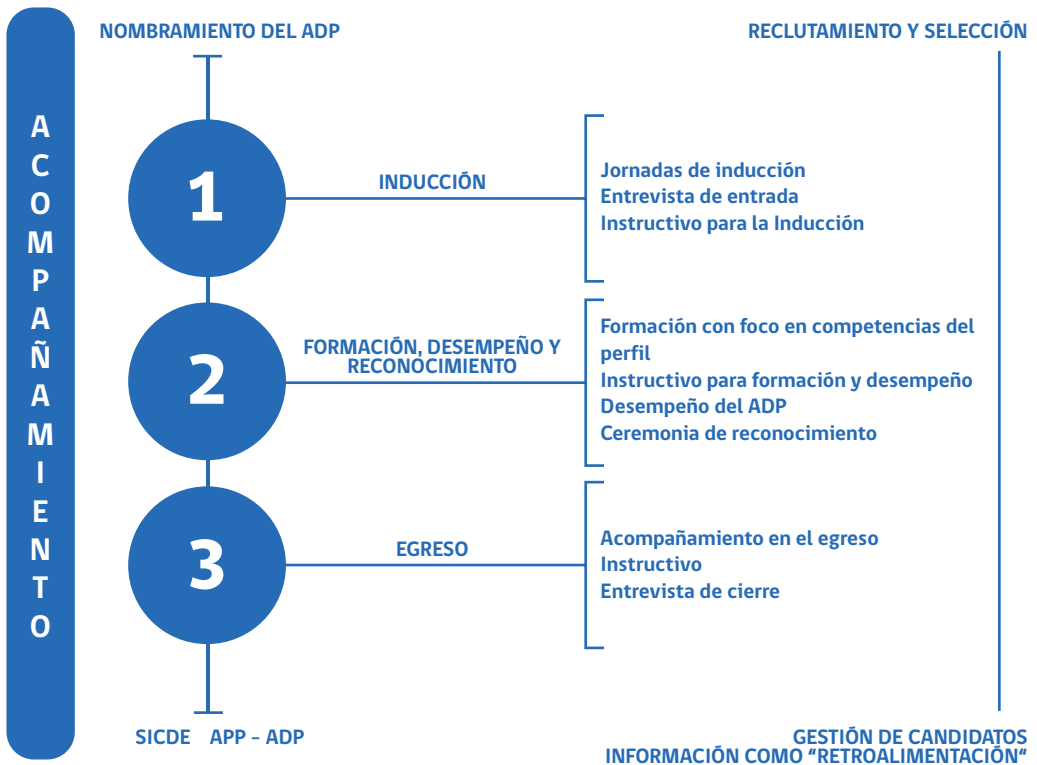 ACOMPAÑAMIENTO
NOMBRAMIENTO DEL ADP
RECLUTAMIENTO Y SELECCIÓN
1
INDUCCIÓN
Jornadas de inducción
Entrevista de entrada
Instructivo para la Inducción
2
FORMACIÓN, DESEMPEÑO Y
RECONOCIMIENTO
Formación con foco en competencias del
perfil
Instructivo para formación y desempeño
Desempeño del ADP
Ceremonia de reconocimiento
3
EGRESO
Acompañamiento en el egreso
Instructivo
Entrevista de cierre
SICDE APP – ADP
GESTIÓN DE CANDIDATOS
INFORMACIÓN COMO “RETROALIMENTACIÓN“